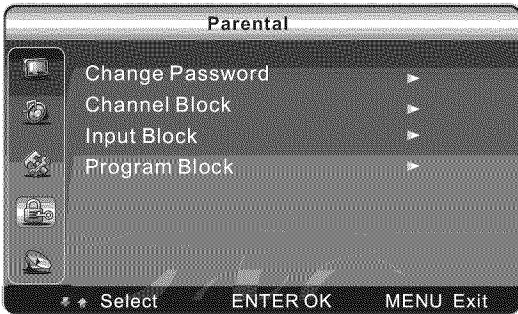 Parental
Change Password
Channel Block
Input Block
Program Block
Select ENTER OK MENU Exit